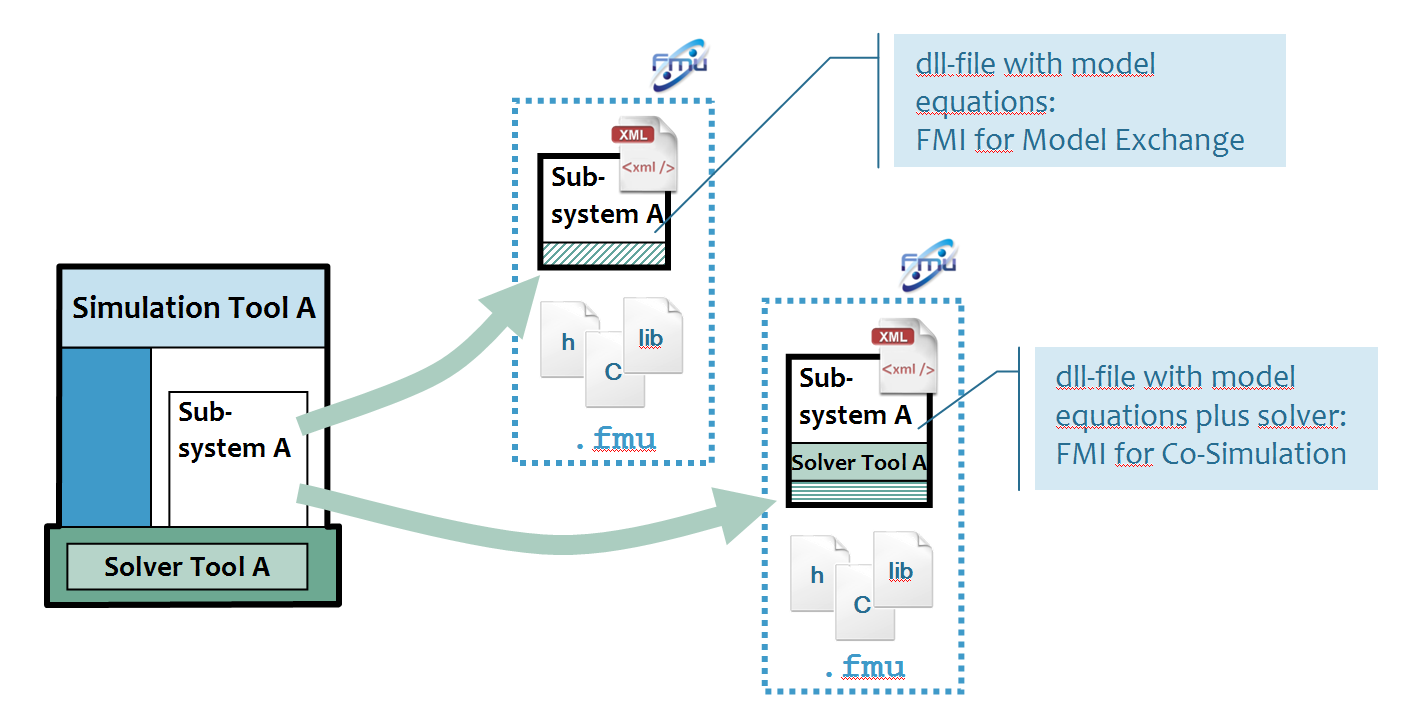 fmu
dll-file with model
equations:
FMI for Model Exchange
XML
<xml />
Sub-
system A
h
C
lib
.fmu
Simulation Tool A
Sub-
system A
Solver Tool A
fmu
XML
<xml />
Sub-
system A
Solver Tool A
h
C
lib
.fmu
dll-file with model
equations plus solver:
FMI for Co-Simulation